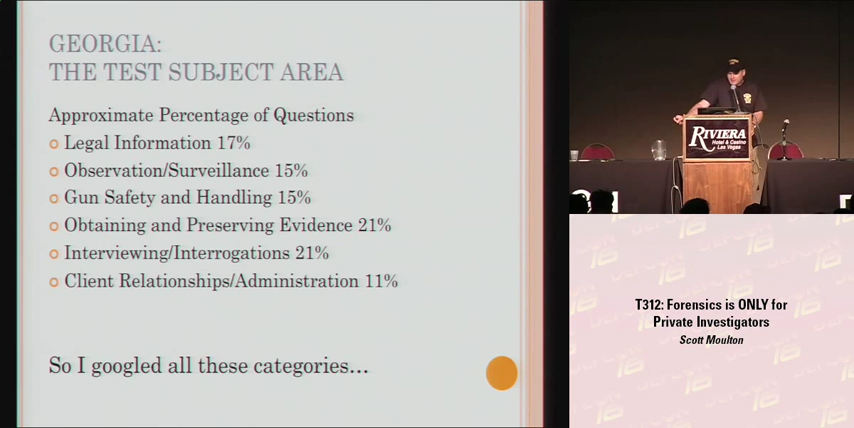 GEORGIA:
THE TEST SUBJECT AREA
Approximate Percentage of Questions
Legal Information 17%
Observation/Surveillance 15%
Gun Safety and Handling 15%
Obtaining and Preserving Evidence 21%
Interviewing/Interrogations 21%
Client Relationships/Administration 11%
So I googled all these categories...
RIVIERA
Hotel & Casino
Las Vegas
T312: Forensics is ONLY for
Private Investigators
Scott Moulton